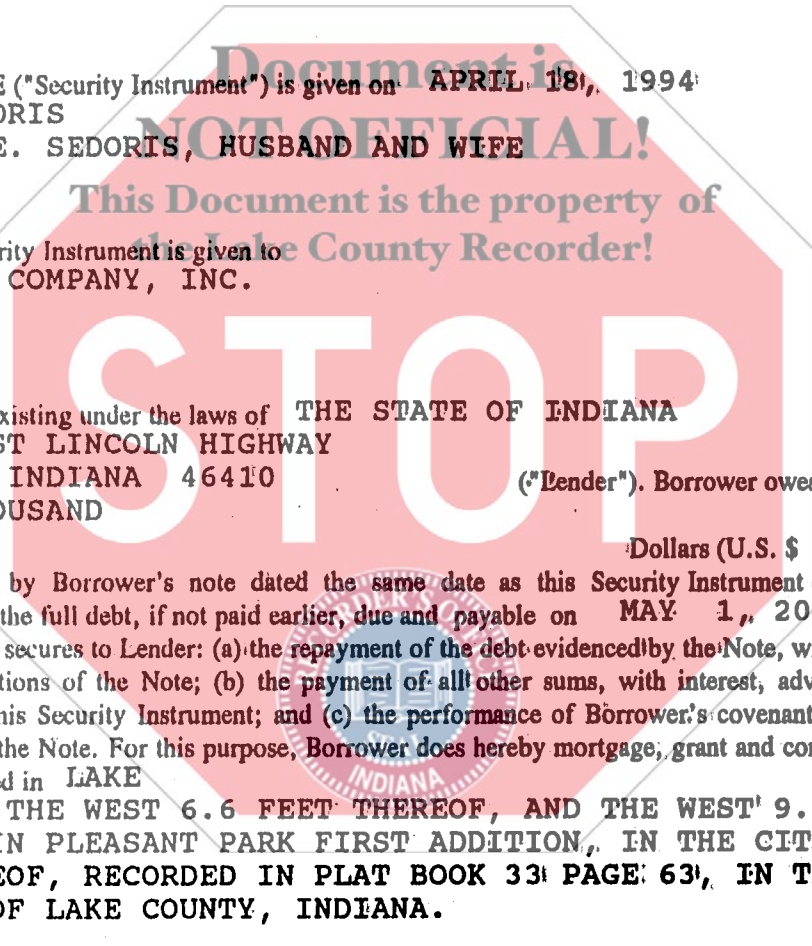 Document is
E ("Security Instrument") is given on APRIL 18, 1994
ORIS
NOT OFFICIAL!
E. SEDORIS, HUSBAND AND WIFE
This Document is the property of
rity Instrument is given to
the Lake County Recorder!
COMPANY, INC.
STOP
xisting under the laws of THE STATE OF INDIANA
ST LINCOLN HIGHWAY
INDIANA 46410 ("Lender"). Borrower owe
OUSAND
Dollars (U.S. $
by Borrower's note dated the same date as this Security Instrument
the full debt, if not paid earlier, due and payable on MAY 1, 20
secures to Lender: (a) the repayment of the debt evidenced by the Note, w
tions of the Note; (b) the payment of all other sums, with interest, adv
his Security Instrument; and (c) the performance of Borrower's covenant
the Note. For this purpose, Borrower does hereby mortgage, grant and co
d in LAKE
THE WEST 6.6 FEET THEREOF, AND THE WEST 9.
IN PLEASANT PARK FIRST ADDITION, IN THE CIT
EOF, RECORDED IN PLAT BOOK 33 PAGE 63, IN T
OF LAKE COUNTY, INDIANA.
RECORDER'S OFFICE
SEAL
INDIANA